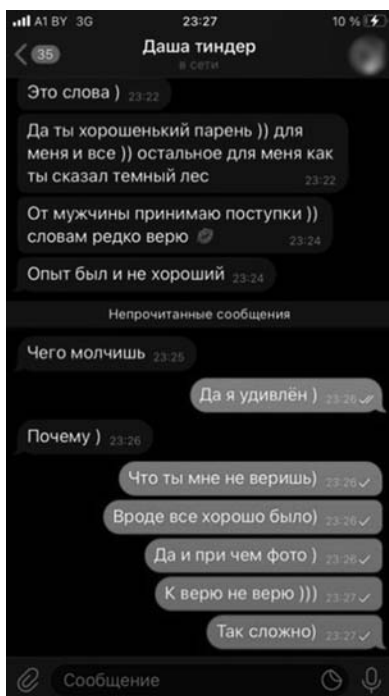 A1 BY 3G 23:27 10 %
35 Даша тиндер
в сети
Это слова ) 23:22
Да ты хорошенький парень )) для
меня и все )) остальное для меня как
ты сказал темный лес 23:22
От мужчины принимаю поступки ))
словам редко верю 23:24
Опыт был и не хороший 23:24
Непрочитанные сообщения
Чего молчишь 23:25
Да я удивлён ) 23:26
Почему ) 23:26
Что ты мне не веришь) 23:26
Вроде все хорошо было) 23:26
Да и при чем фото ) 23:26
К верю не верю ))) 23:27
Так сложно) 23:27
Сообщение